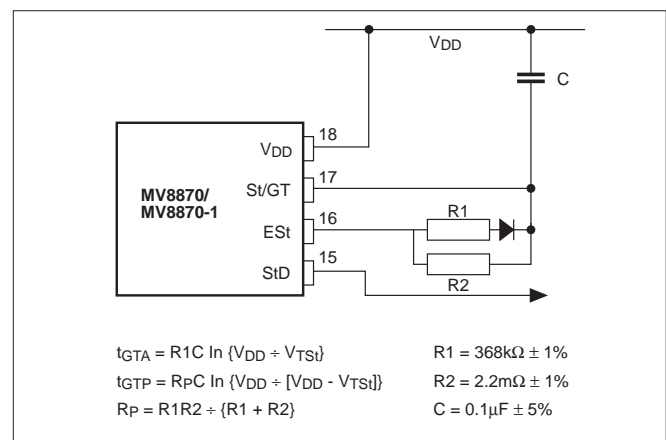 VDD
C
18
VDD
17
St/GT
MV8870/
MV8870-1
R1
16
ESt
15
StD
R2
tGTA = R1C In {VDD ÷ VTSt}
R1 = 368kΩ ± 1%
tGTP = RPC In {VDD ÷ [VDD - VTSt]}
R2 = 2.2mΩ ± 1%
RP = R1R2 ÷ {R1 + R2}
C = 0.1µF ± 5%